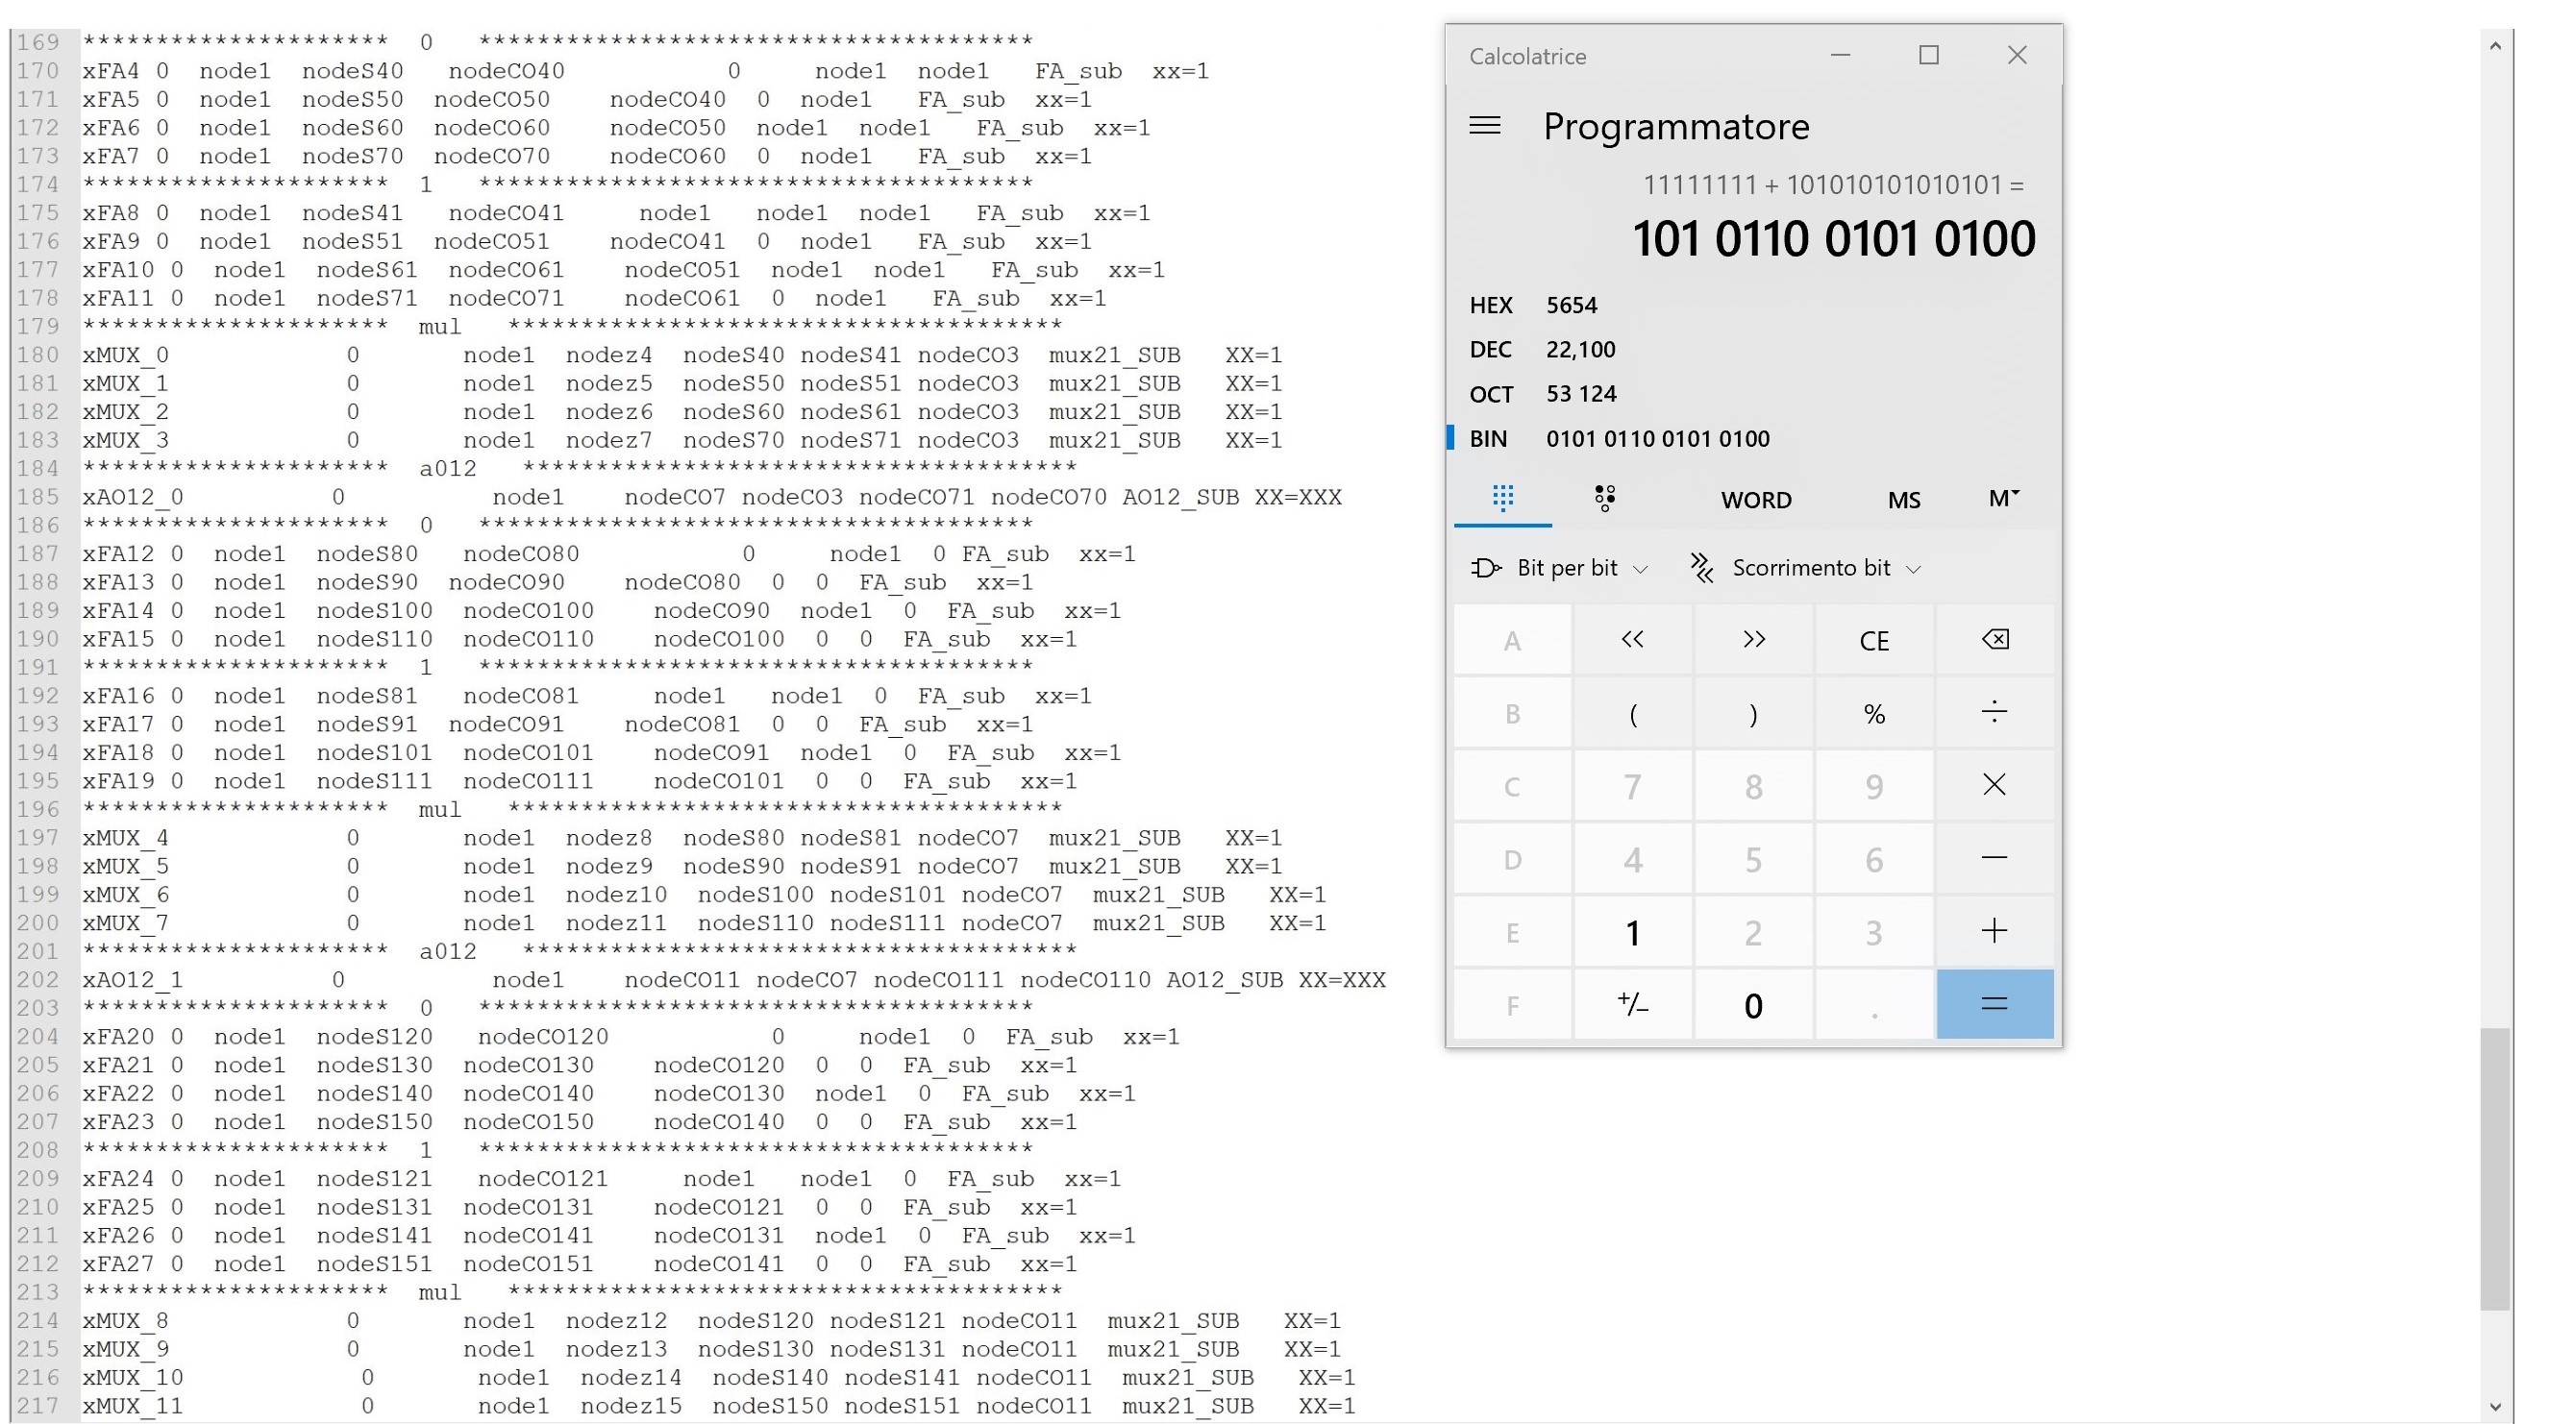 169 ********************* 0 **************************************
170 xFA4 0 node1 nodeS40 nodeCO40 0 node1 node1 FA_sub xx=1
171 xFA5 0 node1 nodeS50 nodeCO50 nodeCO40 0 node1 FA_sub xx=1
172 xFA6 0 node1 nodeS60 nodeCO60 nodeCO50 node1 node1 FA_sub xx=1
173 xFA7 0 node1 nodeS70 nodeCO70 nodeCO60 0 node1 FA_sub xx=1
174 ********************* 1 **************************************
175 xFA8 0 node1 nodeS41 nodeCO41 node1 node1 node1 FA_sub xx=1
176 xFA9 0 node1 nodeS51 nodeCO51 nodeCO41 0 node1 FA_sub xx=1
177 xFA10 0 node1 nodeS61 nodeCO61 nodeCO51 node1 node1 FA_sub xx=1
178 xFA11 0 node1 nodeS71 nodeCO71 nodeCO61 0 node1 FA_sub xx=1
179 ********************* mul **************************************
180 xMUX_0 0 node1 nodez4 nodeS40 nodeS41 nodeCO3 mux21_SUB XX=1
181 xMUX_1 0 node1 nodez5 nodeS50 nodeS51 nodeCO3 mux21_SUB XX=1
182 xMUX_2 0 node1 nodez6 nodeS60 nodeS61 nodeCO3 mux21_SUB XX=1
183 xMUX_3 0 node1 nodez7 nodeS70 nodeS71 nodeCO3 mux21_SUB XX=1
184 ********************* a012 **************************************
185 xAO12_0 0 node1 nodeCO7 nodeCO3 nodeCO71 nodeCO70 AO12_SUB XX=XXX
186 ********************* 0 **************************************
187 xFA12 0 node1 nodeS80 nodeCO80 0 node1 0 FA_sub xx=1
188 xFA13 0 node1 nodeS90 nodeCO90 nodeCO80 0 0 FA_sub xx=1
189 xFA14 0 node1 nodeS100 nodeCO100 nodeCO90 node1 0 FA_sub xx=1
190 xFA15 0 node1 nodeS110 nodeCO110 nodeCO100 0 0 FA_sub xx=1
191 ********************* 1 **************************************
192 xFA16 0 node1 nodeS81 nodeCO81 node1 node1 0 FA_sub xx=1
193 xFA17 0 node1 nodeS91 nodeCO91 nodeCO81 0 0 FA_sub xx=1
194 xFA18 0 node1 nodeS101 nodeCO101 nodeCO91 node1 0 FA_sub xx=1
195 xFA19 0 node1 nodeS111 nodeCO111 nodeCO101 0 0 FA_sub xx=1
196 ********************* mul **************************************
197 xMUX_4 0 node1 nodez8 nodeS80 nodeS81 nodeCO7 mux21_SUB XX=1
198 xMUX_5 0 node1 nodez9 nodeS90 nodeS91 nodeCO7 mux21_SUB XX=1
199 xMUX_6 0 node1 nodez10 nodeS100 nodeS101 nodeCO7 mux21_SUB XX=1
200 xMUX_7 0 node1 nodez11 nodeS110 nodeS111 nodeCO7 mux21_SUB XX=1
201 ********************* a012 **************************************
202 xAO12_1 0 node1 nodeCO11 nodeCO7 nodeCO111 nodeCO110 AO12_SUB XX=XXX
203 ********************* 0 **************************************
204 xFA20 0 node1 nodeS120 nodeCO120 0 node1 0 FA_sub xx=1
205 xFA21 0 node1 nodeS130 nodeCO130 nodeCO120 0 0 FA_sub xx=1
206 xFA22 0 node1 nodeS140 nodeCO140 nodeCO130 node1 0 FA_sub xx=1
207 xFA23 0 node1 nodeS150 nodeCO150 nodeCO140 0 0 FA_sub xx=1
208 ********************* 1 **************************************
209 xFA24 0 node1 nodeS121 nodeCO121 node1 node1 0 FA_sub xx=1
210 xFA25 0 node1 nodeS131 nodeCO131 nodeCO121 0 0 FA_sub xx=1
211 xFA26 0 node1 nodeS141 nodeCO141 nodeCO131 node1 0 FA_sub xx=1
212 xFA27 0 node1 nodeS151 nodeCO151 nodeCO141 0 0 FA_sub xx=1
213 ********************* mul **************************************
214 xMUX_8 0 node1 nodez12 nodeS120 nodeS121 nodeCO11 mux21_SUB XX=1
215 xMUX_9 0 node1 nodez13 nodeS130 nodeS131 nodeCO11 mux21_SUB XX=1
216 xMUX_10 0 node1 nodez14 nodeS140 nodeS141 nodeCO11 mux21_SUB XX=1
217 xMUX_11 0 node1 nodez15 nodeS150 nodeS151 nodeCO11 mux21_SUB XX=1
Calcolatrice
Programmatore
11111111 + 101010101010101 =
101 0110 0101 0100
HEX 5654
DEC 22,100
OCT 53 124
BIN 0101 0110 0101 0100
WORD MS M
Bit per bit Scorrimento bit
A << >> CE
B ( ) % ÷
C 7 8 9 ×
D 4 5 6 −
E 1 2 3 +
F +/− 0 . =